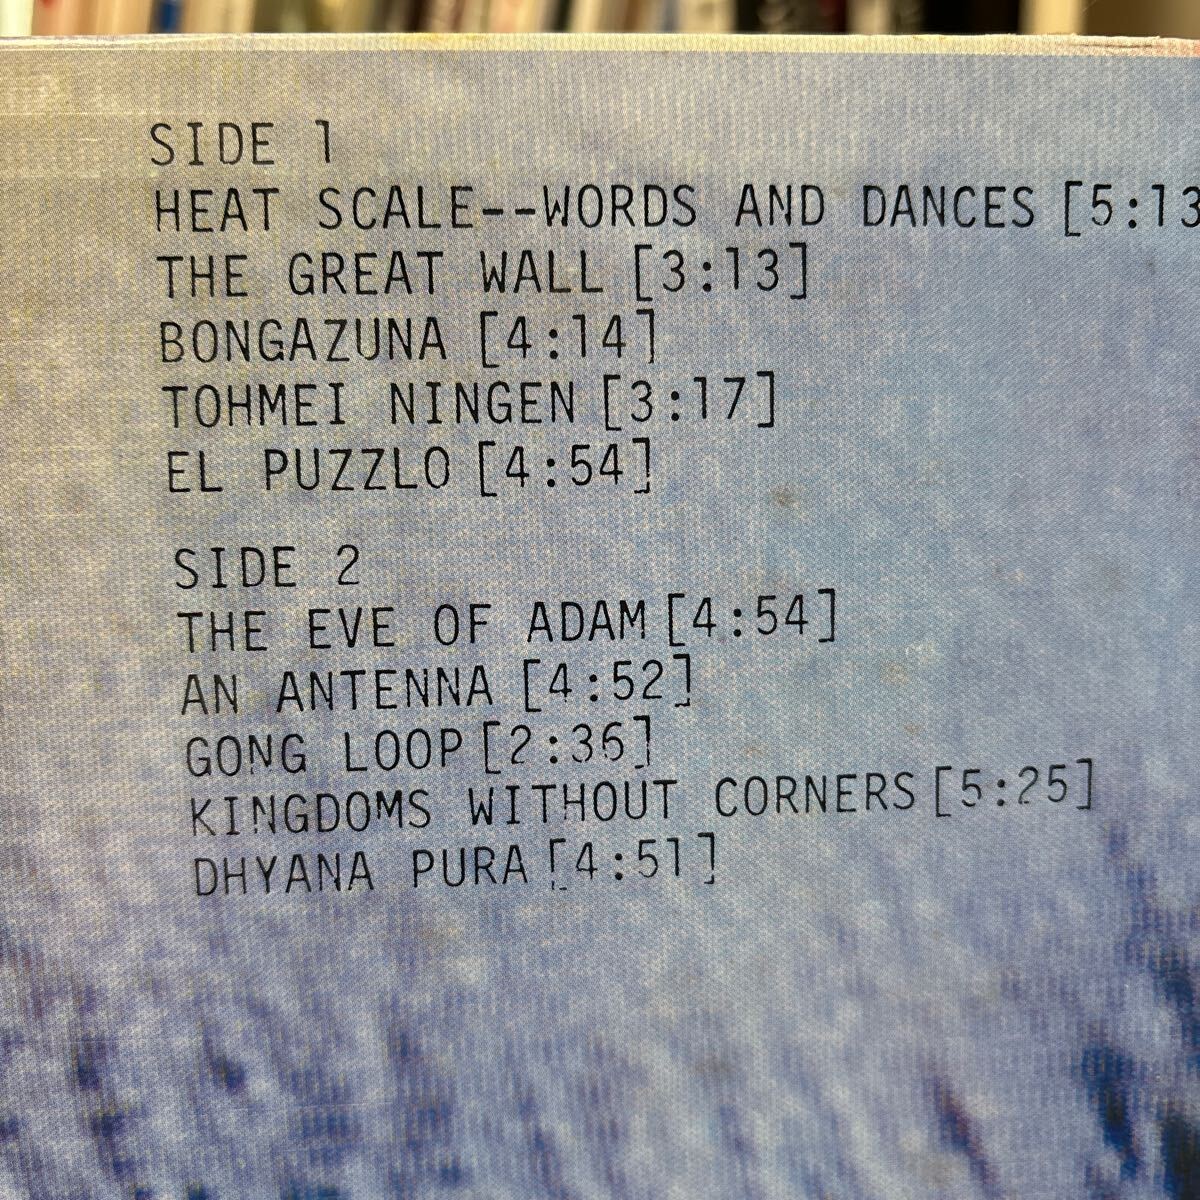 SIDE 1
HEAT SCALE--WORDS AND DANCES [5:13
THE GREAT WALL [3:13]
BONGAZUNA [4:14]
TOHMEI NINGEN [3:17]
EL PUZZLO [4:54]
SIDE 2
THE EVE OF ADAM [4:54]
AN ANTENNA [4:52]
GONG LOOP [2:36]
KINGDOMS WITHOUT CORNERS [5:25]
DHYANA PURA [4:51]